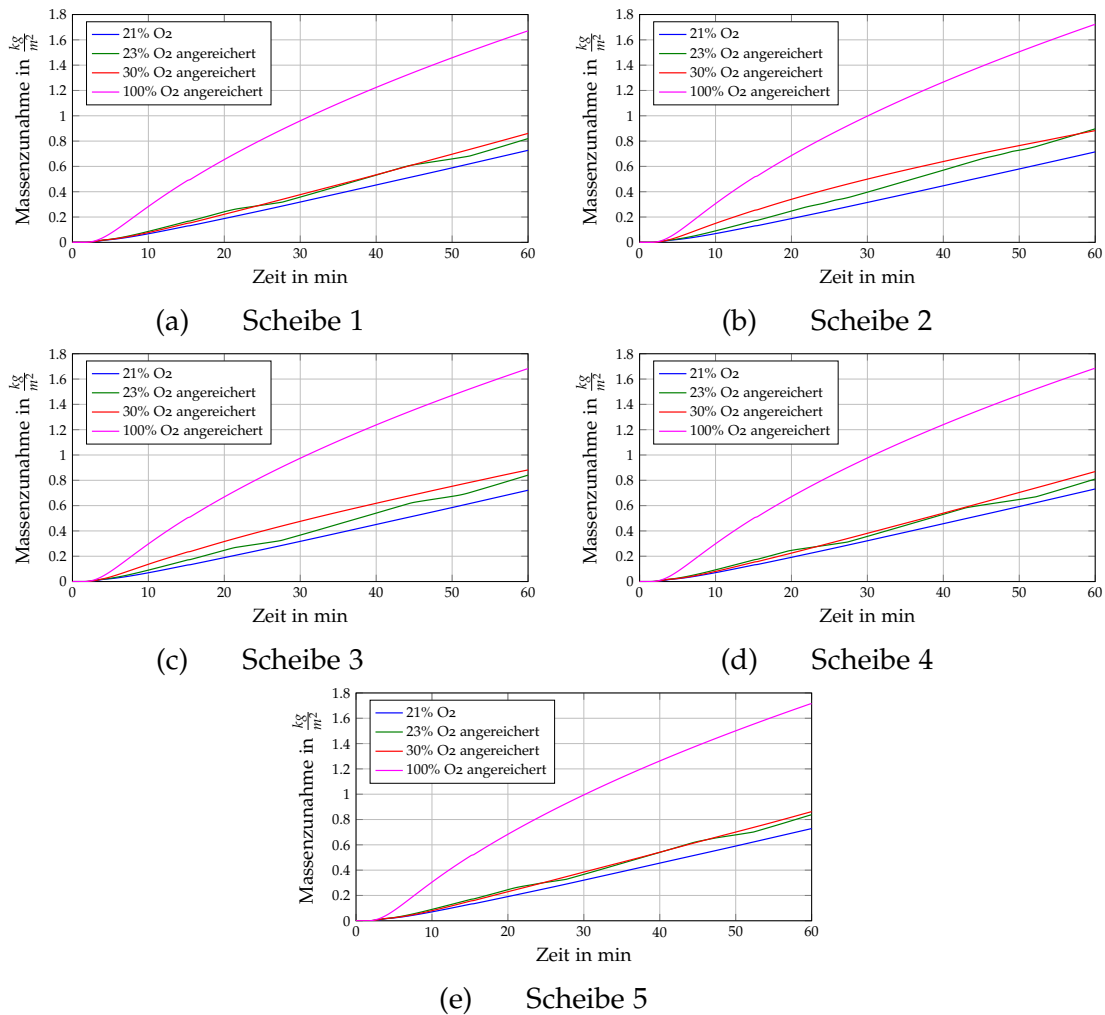 1.8
1.6
1.4
1.2
1
0.8
0.6
0.4
0.2
0
Massenzunahme in kg/m²
21% O2
23% O2 angereichert
30% O2 angereichert
100% O2 angereichert
0 10 20 30 40 50 60
Zeit in min
(a) Scheibe 1
1.8
1.6
1.4
1.2
1
0.8
0.6
0.4
0.2
0
Massenzunahme in kg/m²
21% O2
23% O2 angereichert
30% O2 angereichert
100% O2 angereichert
0 10 20 30 40 50 60
Zeit in min
(b) Scheibe 2
1.8
1.6
1.4
1.2
1
0.8
0.6
0.4
0.2
0
Massenzunahme in kg/m²
21% O2
23% O2 angereichert
30% O2 angereichert
100% O2 angereichert
0 10 20 30 40 50 60
Zeit in min
(c) Scheibe 3
1.8
1.6
1.4
1.2
1
0.8
0.6
0.4
0.2
0
Massenzunahme in kg/m²
21% O2
23% O2 angereichert
30% O2 angereichert
100% O2 angereichert
0 10 20 30 40 50 60
Zeit in min
(d) Scheibe 4
1.8
1.6
1.4
1.2
1
0.8
0.6
0.4
0.2
0
Massenzunahme in kg/m²
21% O2
23% O2 angereichert
30% O2 angereichert
100% O2 angereichert
0 10 20 30 40 50 60
Zeit in min
(e) Scheibe 5